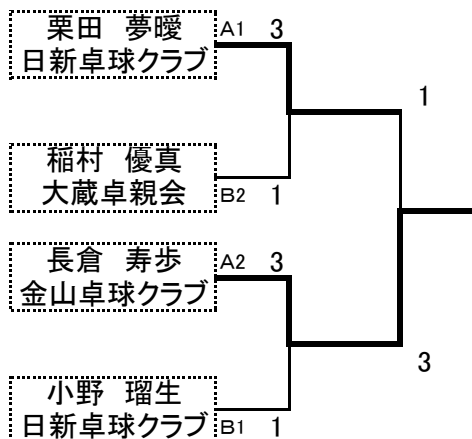 栗田　夢曖
日新卓球クラブ
A1 3
1
稲村　優真
大蔵卓親会
B2 1
長倉　寿歩
金山卓球クラブ
A2 3
3
小野　瑠生
日新卓球クラブ
B1 1